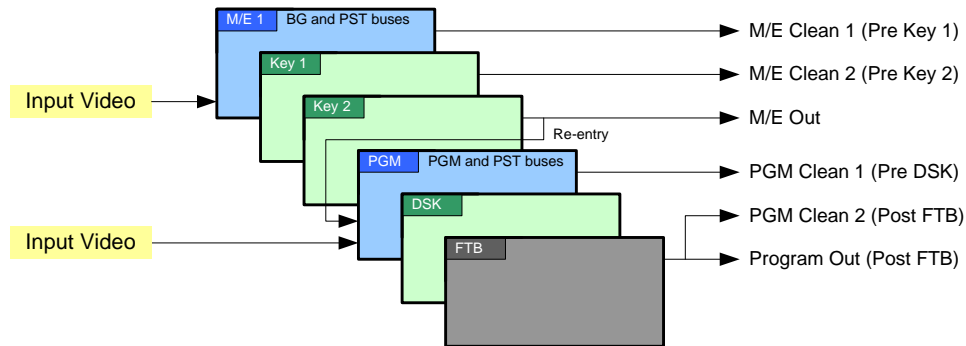 M/E 1 BG and PST buses
M/E Clean 1 (Pre Key 1)
Key 1
M/E Clean 2 (Pre Key 2)
Input Video
Key 2
M/E Out
Re-entry
PGM PGM and PST buses
PGM Clean 1 (Pre DSK)
DSK
PGM Clean 2 (Post FTB)
Input Video
FTB
Program Out (Post FTB)